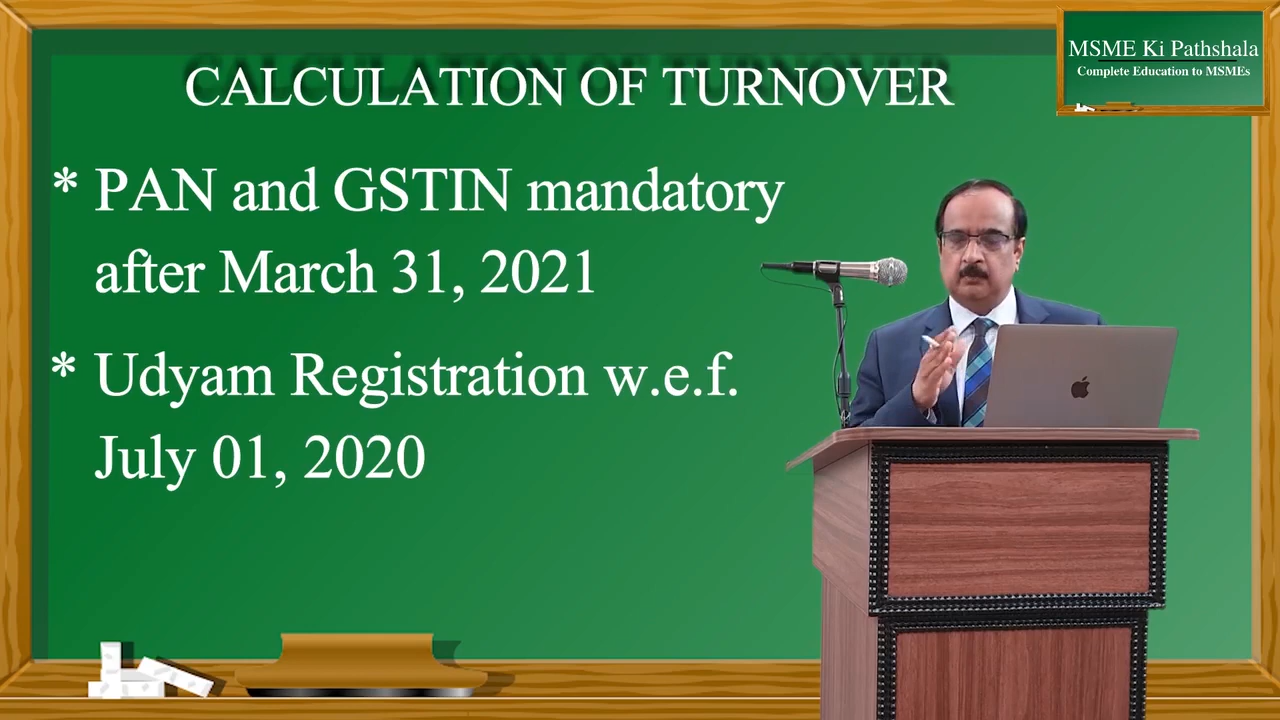 CALCULATION OF TURNOVER
MSME Ki Pathshala
Complete Education to MSMEs
* PAN and GSTIN mandatory
after March 31, 2021
* Udyam Registration w.e.f.
July 01, 2020